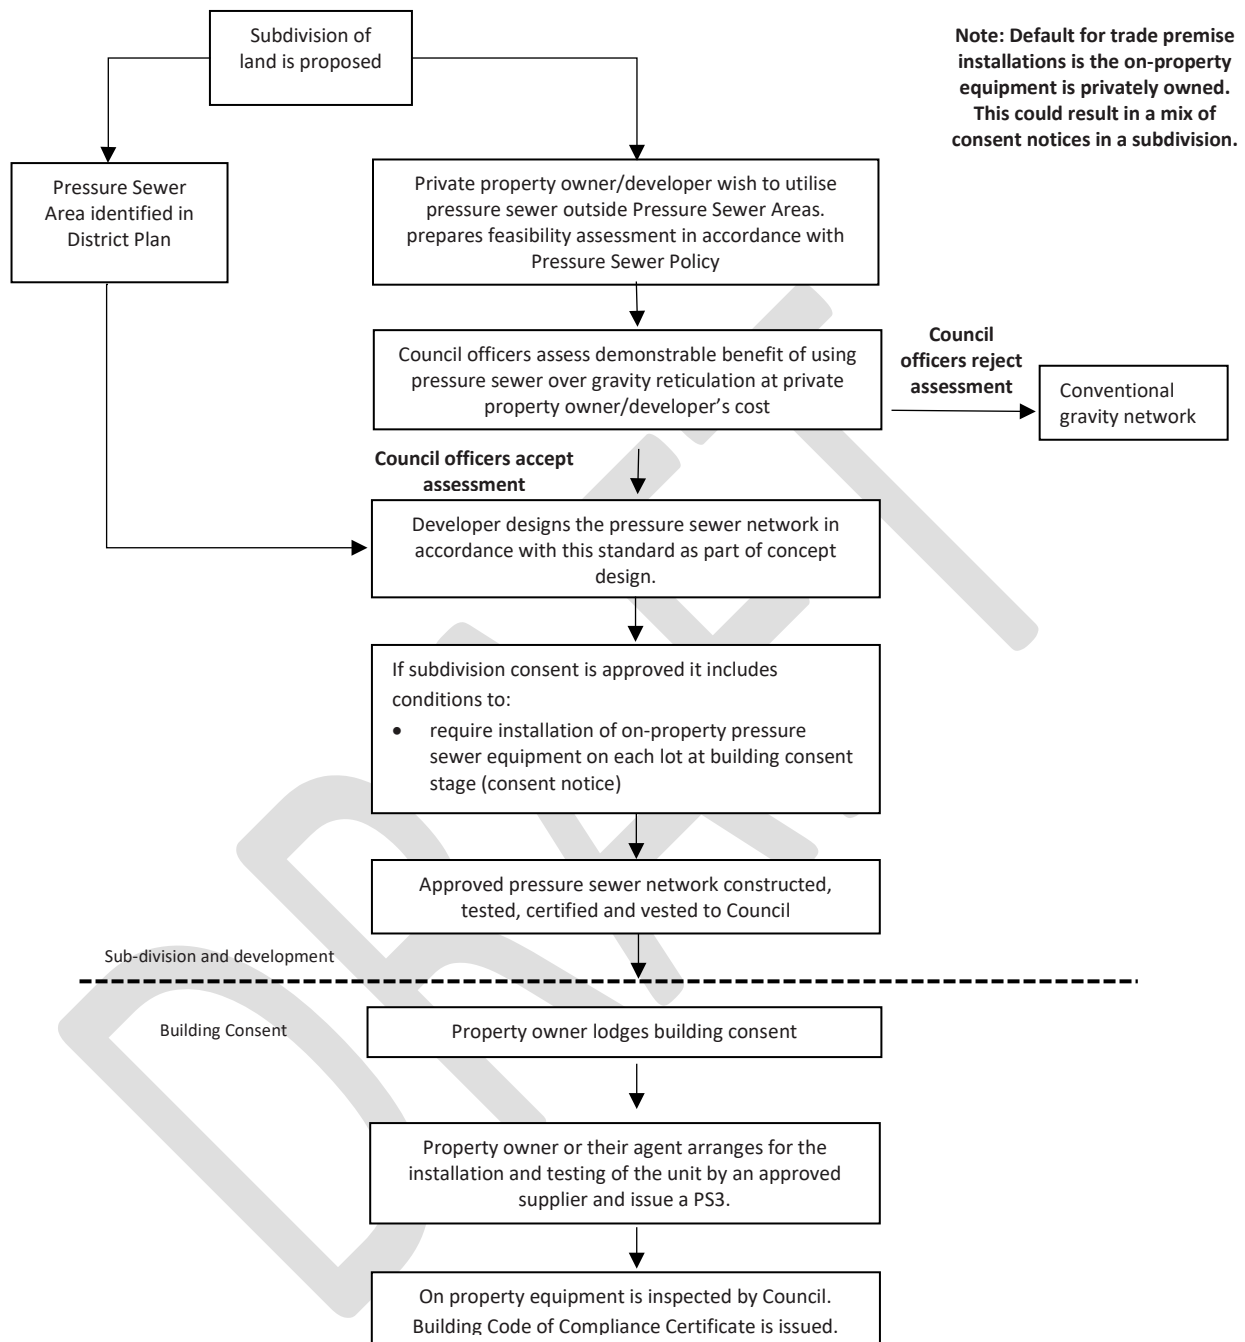 Subdivision of
land is proposed
Note: Default for trade premise
installations is the on-property
equipment is privately owned.
This could result in a mix of
consent notices in a subdivision.
Pressure Sewer
Area identified in
District Plan
Private property owner/developer wish to utilise
pressure sewer outside Pressure Sewer Areas.
prepares feasibility assessment in accordance with
Pressure Sewer Policy
Council officers assess demonstrable benefit of using
pressure sewer over gravity reticulation at private
property owner/developer’s cost
Council
officers reject
assessment
Conventional
gravity network
Council officers accept
assessment
Developer designs the pressure sewer network in
accordance with this standard as part of concept
design.
If subdivision consent is approved it includes
conditions to:
• require installation of on-property pressure
sewer equipment on each lot at building consent
stage (consent notice)
Approved pressure sewer network constructed,
tested, certified and vested to Council
Sub-division and development
Building Consent
Property owner lodges building consent
Property owner or their agent arranges for the
installation and testing of the unit by an approved
supplier and issue a PS3.
On property equipment is inspected by Council.
Building Code of Compliance Certificate is issued.
DRAFT